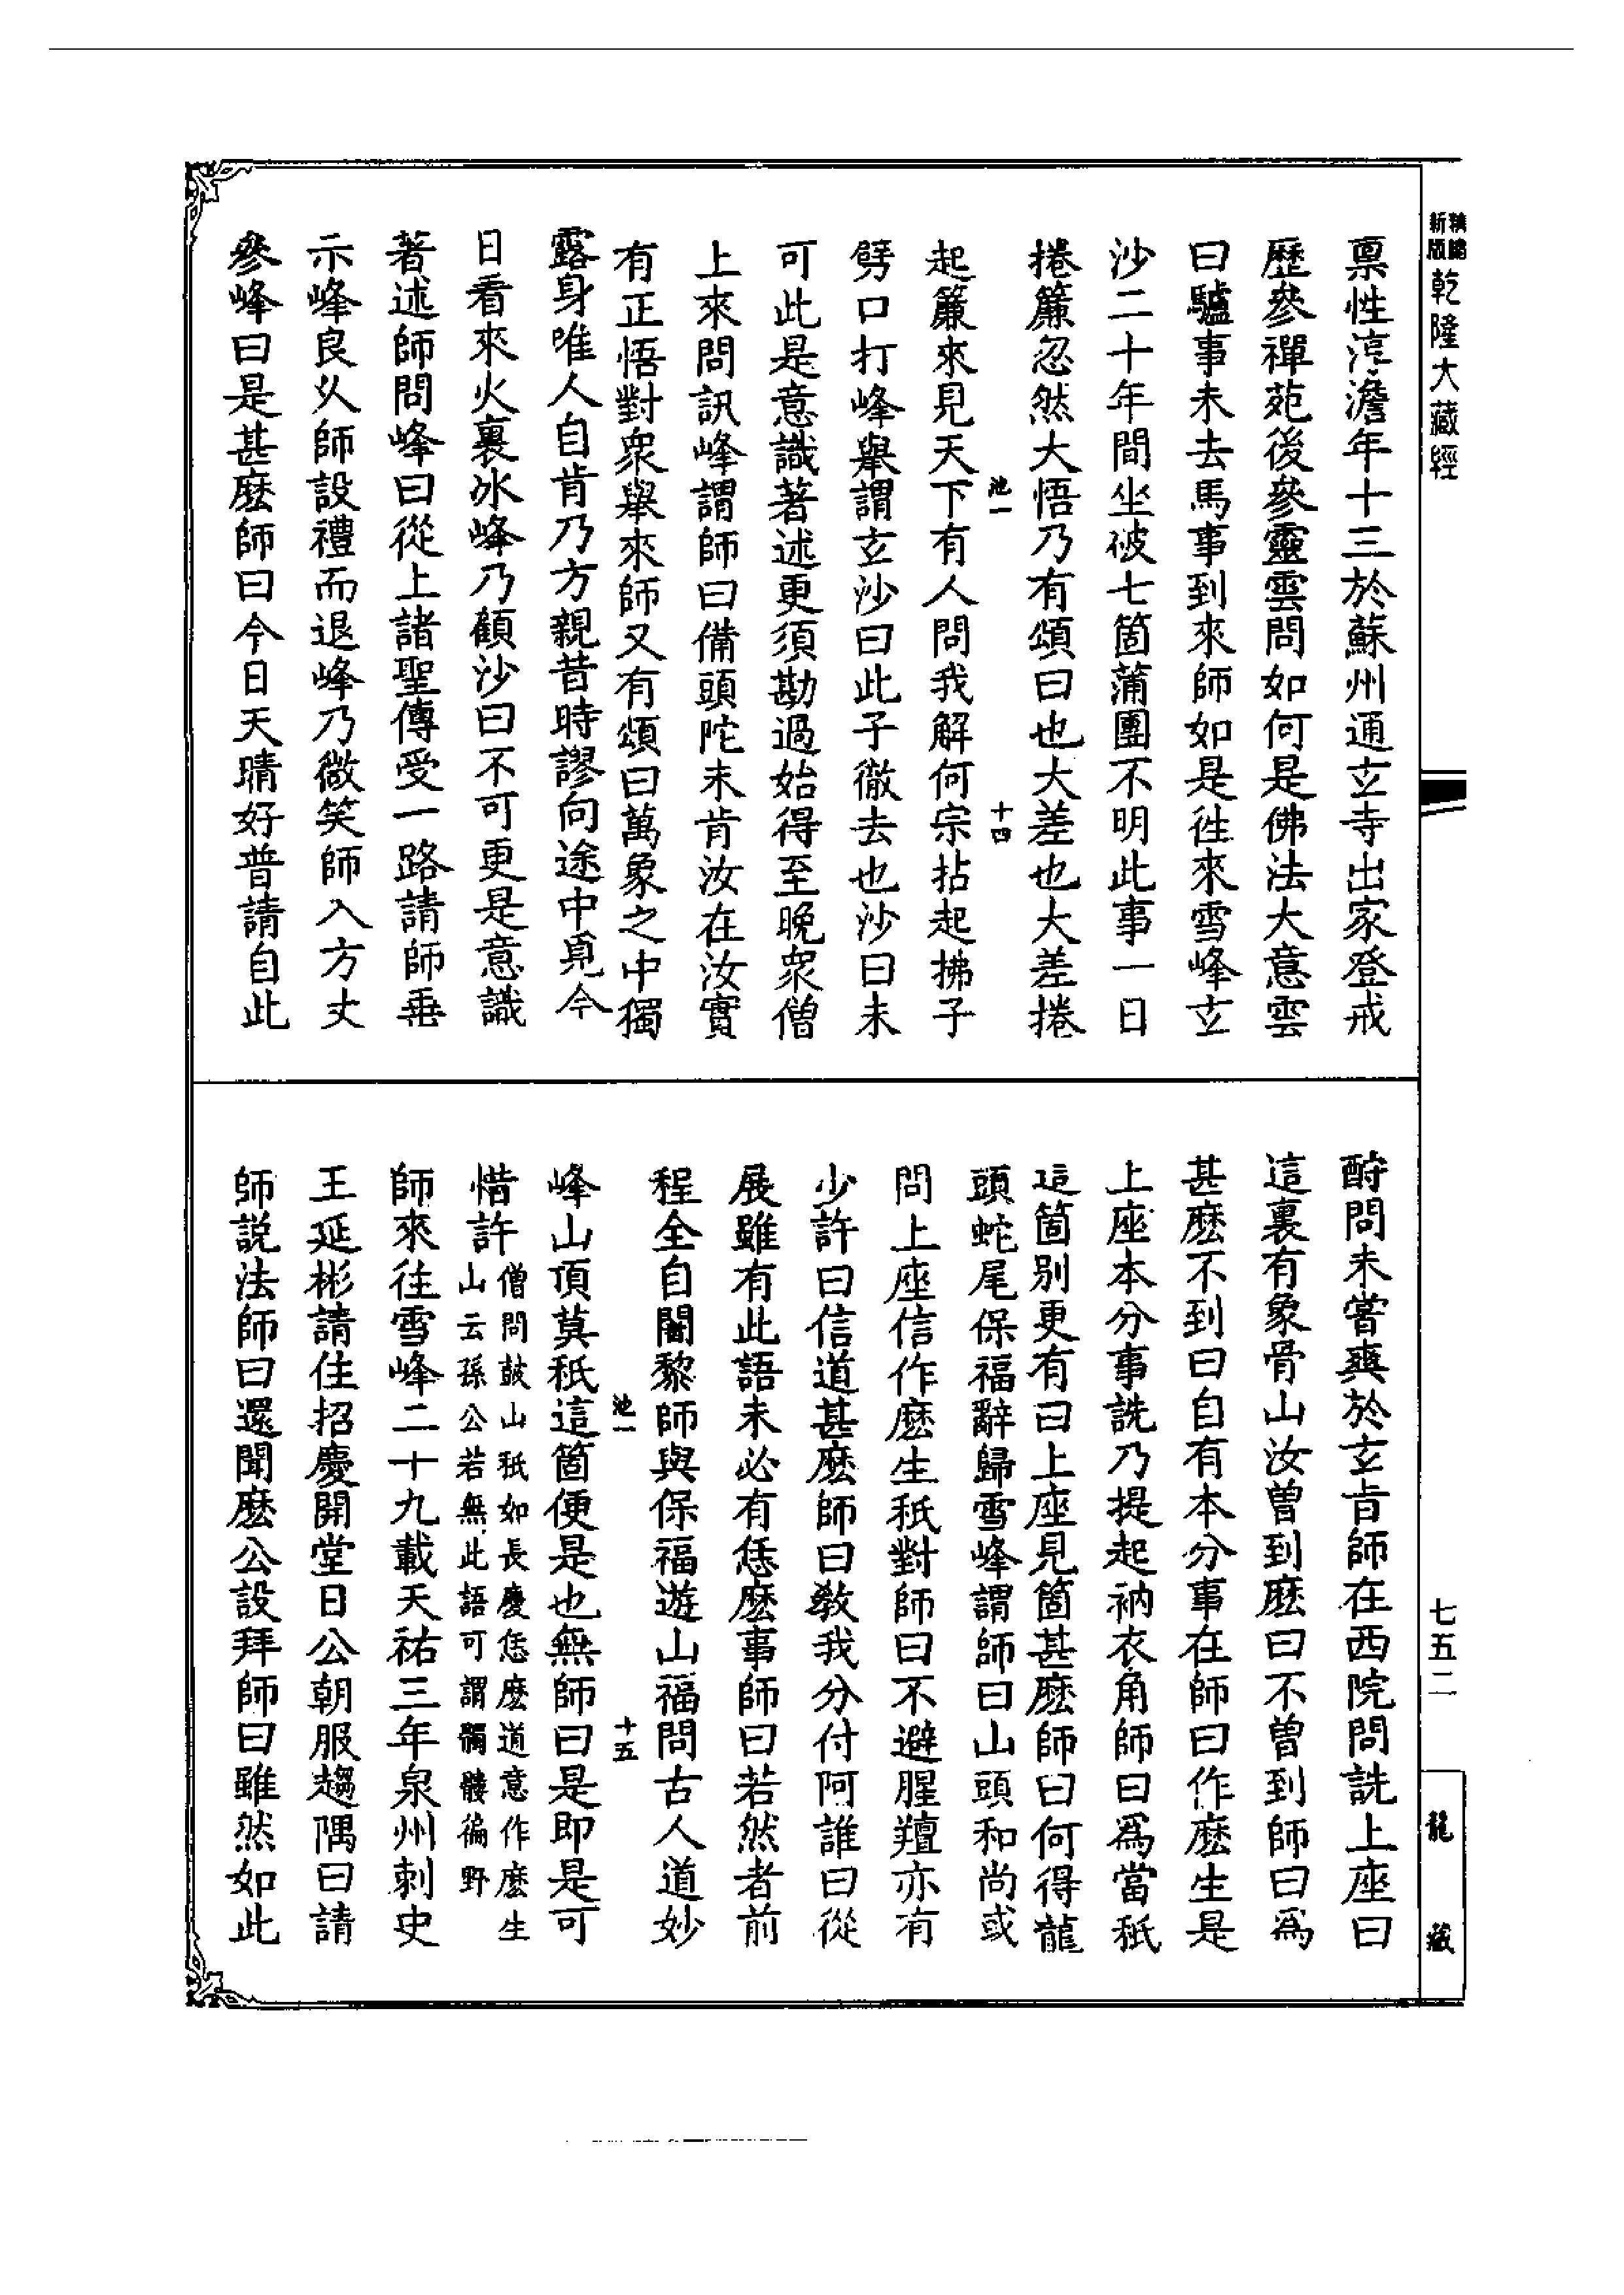 新版
精縮
乾隆大藏經
七五二
龍藏
稟性淳澹年十三於蘇州通玄寺出家登戒
歷參禪苑後參靈雲問如何是佛法大意雲
曰驢事未去馬事到來師如是徃來雪峰玄
沙二十年間坐破七箇蒲團不明此事一日
捲簾忽然大悟乃有頌曰也大差也大差捲
池一
十四
起簾來見天下有人問我解何宗拈起拂子
劈口打峰舉謂玄沙曰此子徹去也沙曰未
可此是意識著述更須勘過始得至晚衆僧
上來問訊峰謂師曰備頭陀未肯汝在汝實
有正悟對衆舉來師又有頌曰萬象之中獨
露身唯人自肯乃方親昔時謬向途中覓今
日看來火裏冰峰乃顧沙曰不可更是意識
著述師問峰曰從上諸聖傳受一路請師垂
示峰良久師設禮而退峰乃微笑師入方丈
參峰曰是甚麽師曰今日天晴好普請自此
酧問未甞爽於玄旨師在西院問詵上座曰
這裏有象骨山汝曾到麽曰不曾到師曰爲
甚麽不到曰自有本分事在師曰作麽生是
上座本分事詵乃提起衲衣角師曰爲當秖
這箇別更有曰上座見箇甚麽師曰何得龍
頭蛇尾保福辭歸雪峰謂師曰山頭和尚或
問上座信作麽生秖對師曰不避腥羶亦有
少許曰信道甚麽師曰教我分付阿誰曰從
展雖有此語未必有恁麽事師曰若然者前
程全自闍黎師與保福遊山福問古人道妙
池一
十五
峰山頂莫秖這箇便是也無師曰是即是可
惜許
僧問鼓山秖如長慶恁麽道意作麽生
山云孫公若無此語可謂髑髏徧野
師來往雪峰二十九載天祐三年泉州刺史
王延彬請住招慶開堂日公朝服趨隅曰請
師説法師曰還聞麽公設拜師曰雖然如此